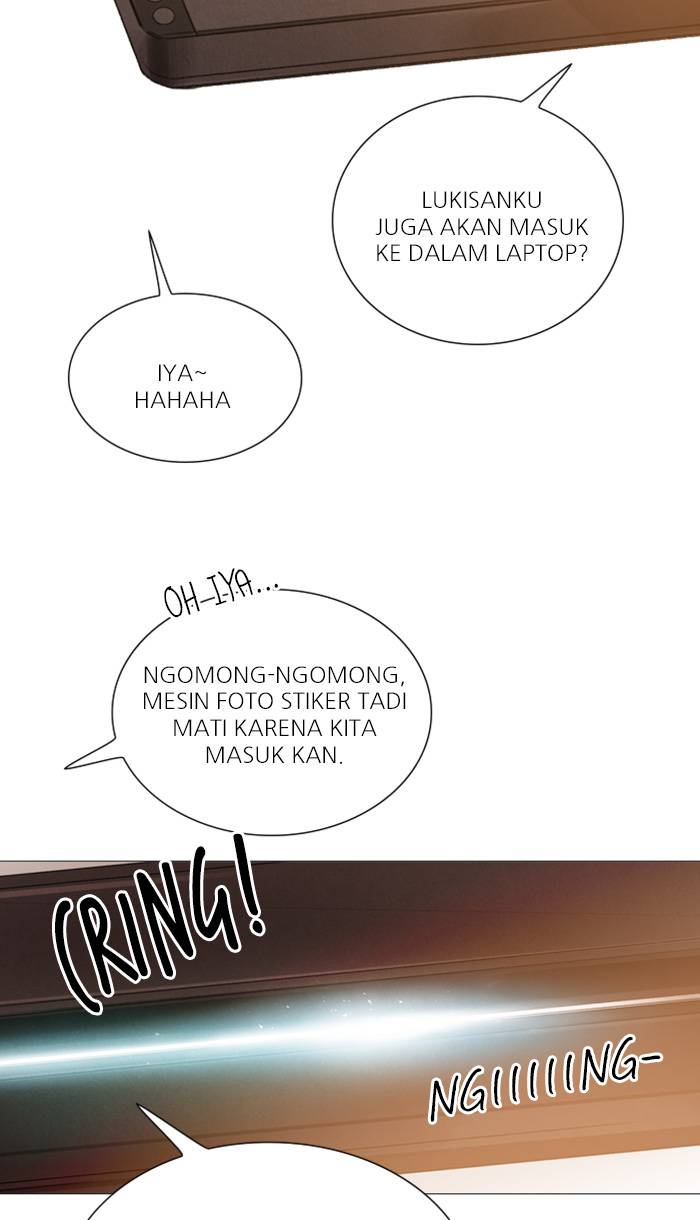 LUKISANKU
JUGA AKAN MASUK
KE DALAM LAPTOP?
IYA~
HAHAHA
OH-IYA...
NGOMONG-NGOMONG,
MESIN FOTO STIKER TADI
MATI KARENA KITA
MASUK KAN.
CRING!
NGIIIIING-